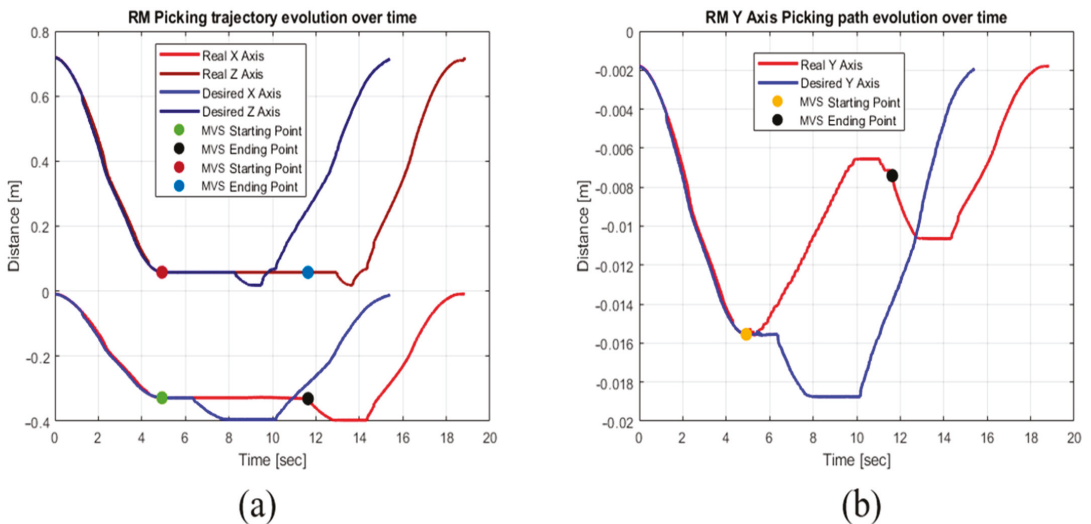 RM Picking trajectory evolution over time
0.8
0.6
0.4
0.2
0
-0.2
-0.4
Distance [m]
Real X Axis
Real Z Axis
Desired X Axis
Desired Z Axis
MVS Starting Point
MVS Ending Point
MVS Starting Point
MVS Ending Point
0 2 4 6 8 10 12 14 16 18 20
Time [sec]
(a)
RM Y Axis Picking path evolution over time
0
-0.002
-0.004
-0.006
-0.008
-0.01
-0.012
-0.014
-0.016
-0.018
-0.02
Distance [m]
Real Y Axis
Desired Y Axis
MVS Starting Point
MVS Ending Point
0 2 4 6 8 10 12 14 16 18 20
Time [sec]
(b)